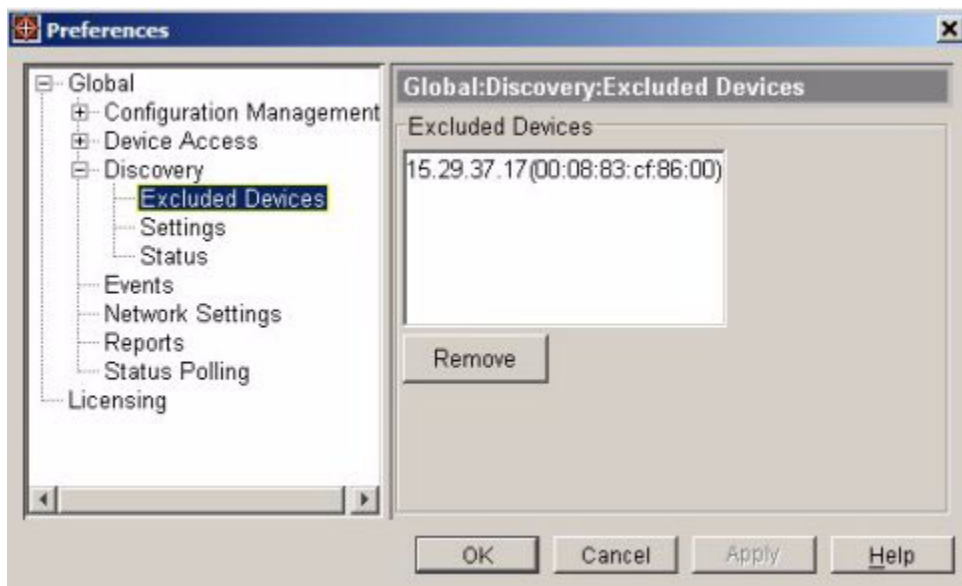 Preferences
Global
Configuration Management
Device Access
Discovery
Excluded Devices
Settings
Status
Events
Network Settings
Reports
Status Polling
Licensing
Global:Discovery:Excluded Devices
Excluded Devices
15.29.37.17(00:08:83:cf:86:00)
Remove
OK
Cancel
Apply
Help